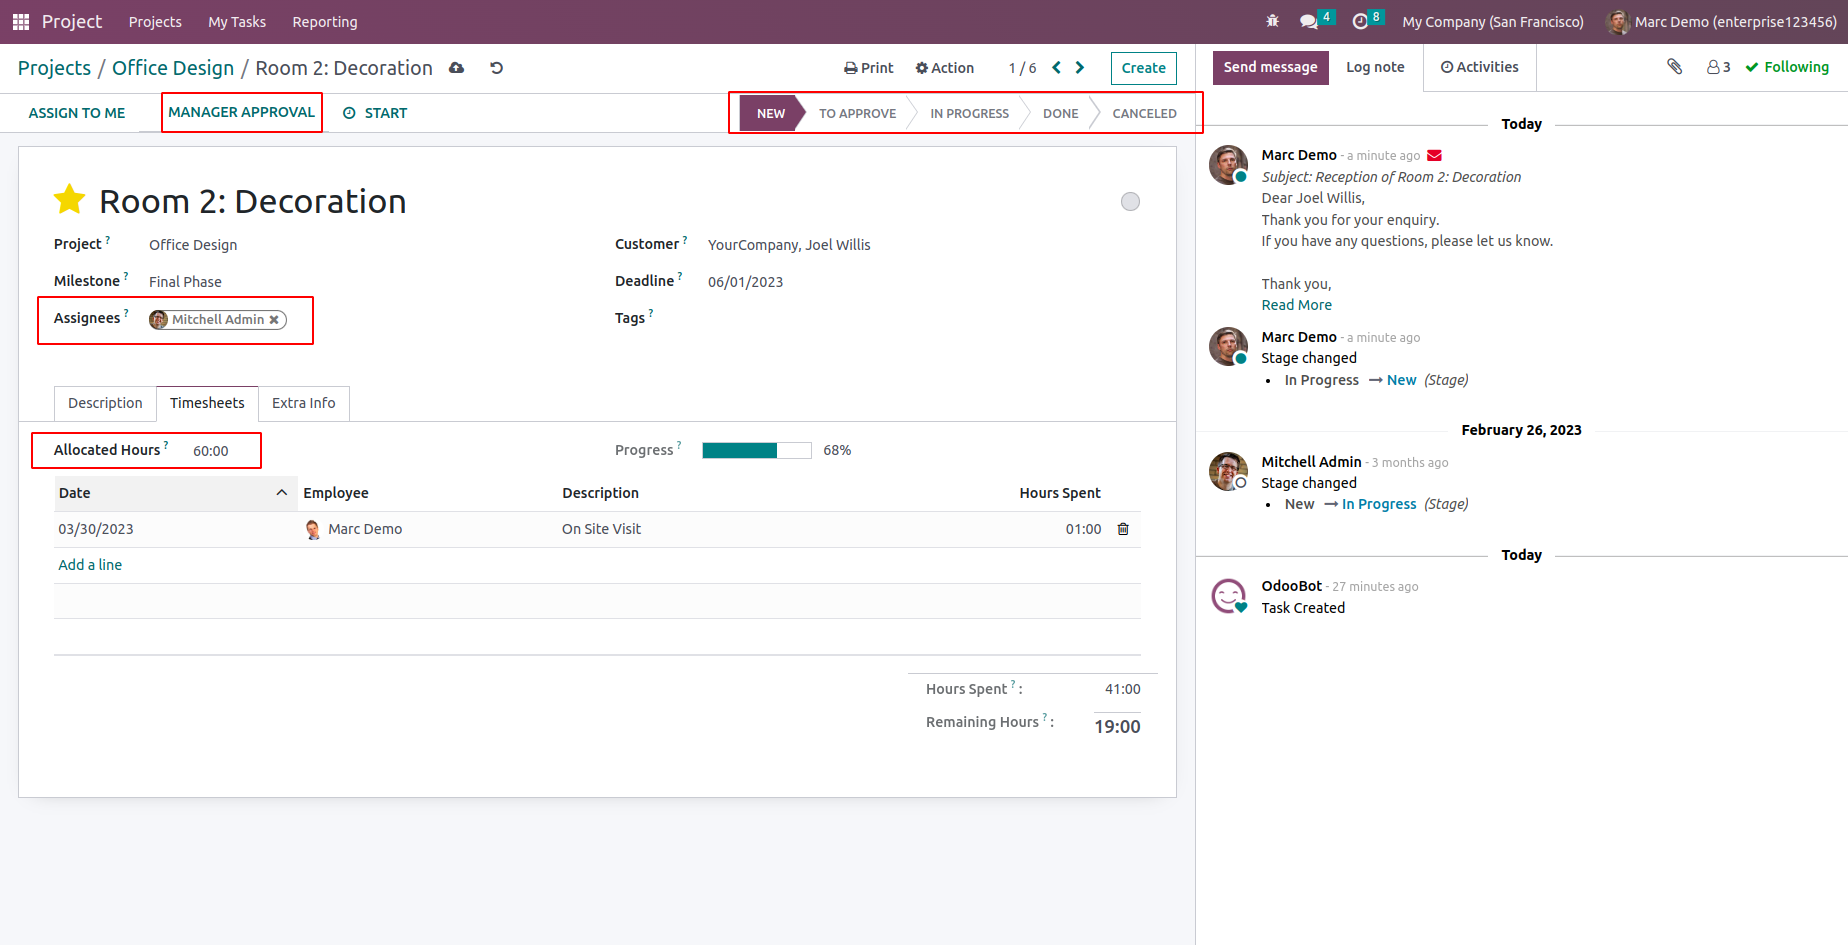 Project Projects My Tasks Reporting 4 8 My Company (San Francisco) Marc Demo (enterprise123456)
Projects / Office Design / Room 2: Decoration Print Action 1 / 6 Create
ASSIGN TO ME MANAGER APPROVAL START NEW TO APPROVE IN PROGRESS DONE CANCELED
Room 2: Decoration
Project ? Office Design Customer ? YourCompany, Joel Willis
Milestone ? Final Phase Deadline ? 06/01/2023
Assignees ? Mitchell Admin ✖ Tags ?
Description Timesheets Extra Info
Allocated Hours ? 60:00 Progress ? 68%
Date Employee Description Hours Spent
03/30/2023 Marc Demo On Site Visit 01:00
Add a line
Hours Spent ? : 41:00
Remaining Hours ? : 19:00
Send message Log note Activities 3 Following
Today
Marc Demo - a minute ago
Subject: Reception of Room 2: Decoration
Dear Joel Willis,
Thank you for your enquiry.
If you have any questions, please let us know.
Thank you,
Read More
Marc Demo - a minute ago
Stage changed
• In Progress → New (Stage)
February 26, 2023
Mitchell Admin - 3 months ago
Stage changed
• New → In Progress (Stage)
Today
OdooBot - 27 minutes ago
Task Created